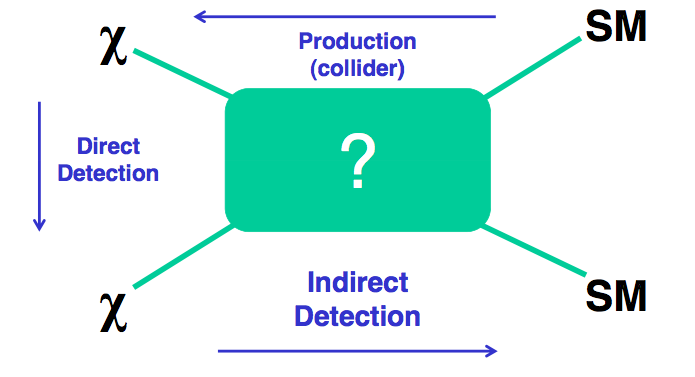 χ
Production
(collider)
SM
Direct
Detection
?
χ
Indirect
Detection
SM